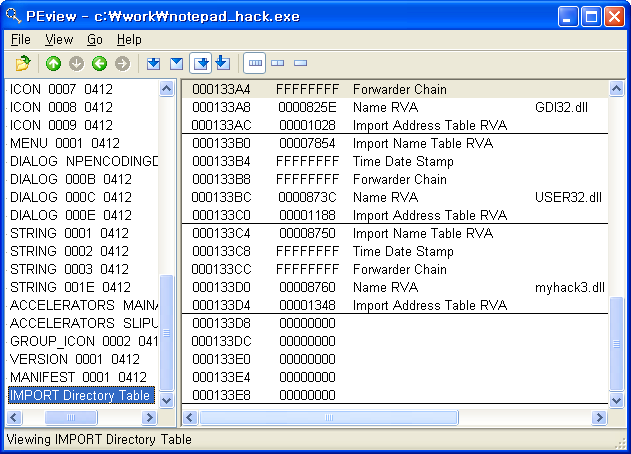 PEview - c:₩work₩notepad_hack.exe
File View Go Help
ICON 0007 0412
ICON 0008 0412
ICON 0009 0412
MENU 0001 0412
DIALOG NPENCODINGD
DIALOG 000B 0412
DIALOG 000C 0412
DIALOG 000E 0412
STRING 0001 0412
STRING 0002 0412
STRING 0003 0412
STRING 001E 0412
ACCELERATORS MAINA
ACCELERATORS SLIPU
GROUP_ICON 0002 041
VERSION 0001 0412
MANIFEST 0001 0412
IMPORT Directory Table
000133A4 FFFFFFFF Forwarder Chain
000133A8 0000825E Name RVA GDI32.dll
000133AC 00001028 Import Address Table RVA
000133B0 00007854 Import Name Table RVA
000133B4 FFFFFFFF Time Date Stamp
000133B8 FFFFFFFF Forwarder Chain
000133BC 0000873C Name RVA USER32.dll
000133C0 00001188 Import Address Table RVA
000133C4 00008750 Import Name Table RVA
000133C8 FFFFFFFF Time Date Stamp
000133CC FFFFFFFF Forwarder Chain
000133D0 00008760 Name RVA myhack3.dll
000133D4 00001348 Import Address Table RVA
000133D8 00000000
000133DC 00000000
000133E0 00000000
000133E4 00000000
000133E8 00000000
Viewing IMPORT Directory Table